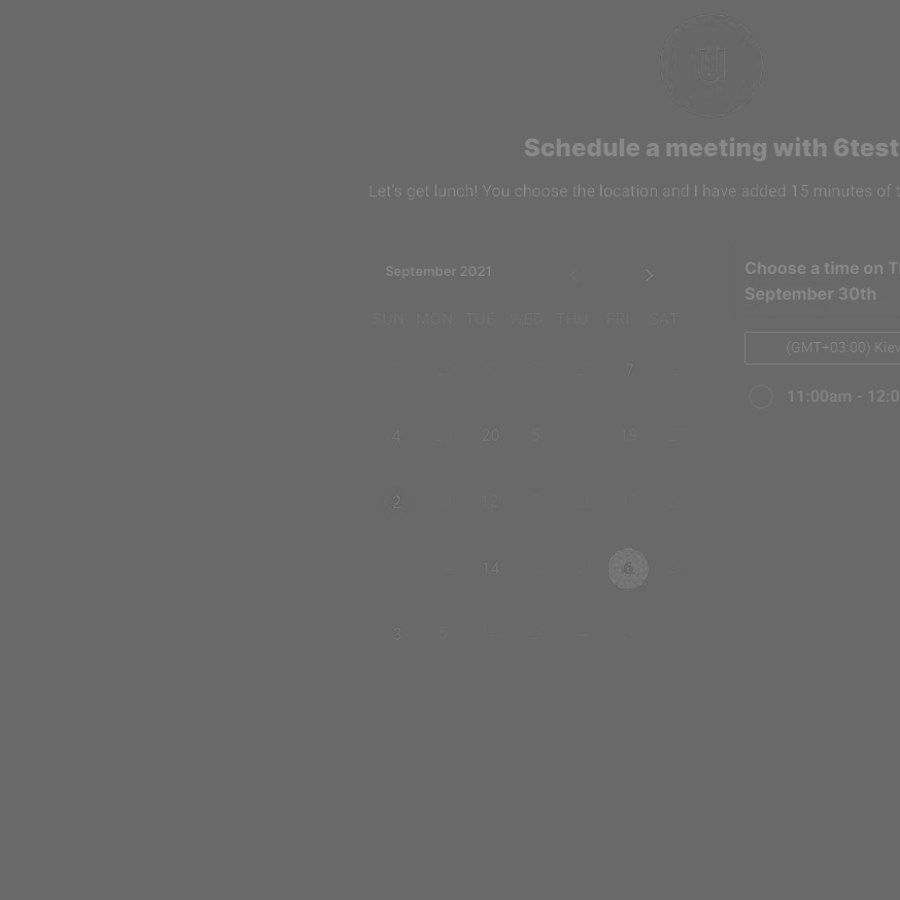 Schedule a meeting with 6test
Let's get lunch! You choose the location and I have added 15 minutes of
September 2021
Choose a time on
September 30th
SUN MON TUE WED THU FRI SAT
(GMT+03:00) Kiev
7
11:00am - 12:0
4 20 5 19
2 12
14
3 5